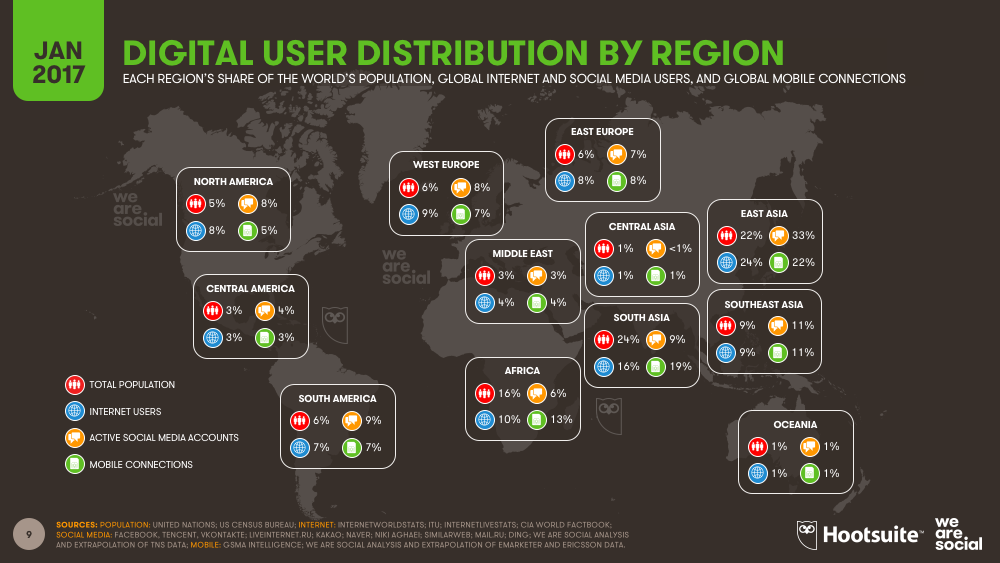 JAN
2017
DIGITAL USER DISTRIBUTION BY REGION
EACH REGION'S SHARE OF THE WORLD'S POPULATION, GLOBAL INTERNET AND SOCIAL MEDIA USERS, AND GLOBAL MOBILE CONNECTIONS
EAST EUROPE
6% 7%
8% 8%
WEST EUROPE
6% 8%
9% 7%
NORTH AMERICA
5% 8%
8% 5%
we
are
social
EAST ASIA
22% 33%
24% 22%
CENTRAL ASIA
1% <1%
1% 1%
MIDDLE EAST
3% 3%
4% 4%
we
are
social
CENTRAL AMERICA
3% 4%
3% 3%
SOUTHEAST ASIA
9% 11%
9% 11%
SOUTH ASIA
24% 9%
16% 19%
AFRICA
16% 6%
10% 13%
SOUTH AMERICA
6% 9%
7% 7%
OCEANIA
1% 1%
1% 1%
TOTAL POPULATION
INTERNET USERS
ACTIVE SOCIAL MEDIA ACCOUNTS
MOBILE CONNECTIONS
9
SOURCES: POPULATION: UNITED NATIONS; US CENSUS BUREAU; INTERNET: INTERNETWORLDSTATS; ITU; INTERNETLIVESTATS; CIA WORLD FACTBOOK;
SOCIAL MEDIA: FACEBOOK, TENCENT, VKONTAKTE; LIVEINTERNET.RU; KAKAO; NAVER; NIKI AGHAEI; SIMILARWEB; MAIL.RU; DING; WE ARE SOCIAL ANALYSIS
AND EXTRAPOLATION OF TNS DATA; MOBILE: GSMA INTELLIGENCE; WE ARE SOCIAL ANALYSIS AND EXTRAPOLATION OF EMARKETER AND ERICSSON DATA.
Hootsuite™
we
are
social